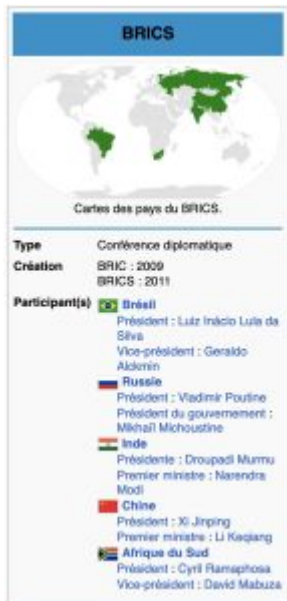 BRICS
Cartes des pays du BRICS.
Type Conférence diplomatique
Création BRIC : 2009
BRICS : 2011
Participant(s) Brésil
Président : Luiz Inácio Lula da
Silva
Vice-président : Geraldo
Alckmin
Russie
Président : Vladimir Poutine
Président du gouvernement :
Mikhaïl Michoustine
Inde
Présidente : Droupadi Murmu
Premier ministre : Narendra
Modi
Chine
Président : Xi Jinping
Premier ministre : Li Keqiang
Afrique du Sud
Président : Cyril Ramaphosa
Vice-président : David Mabuza